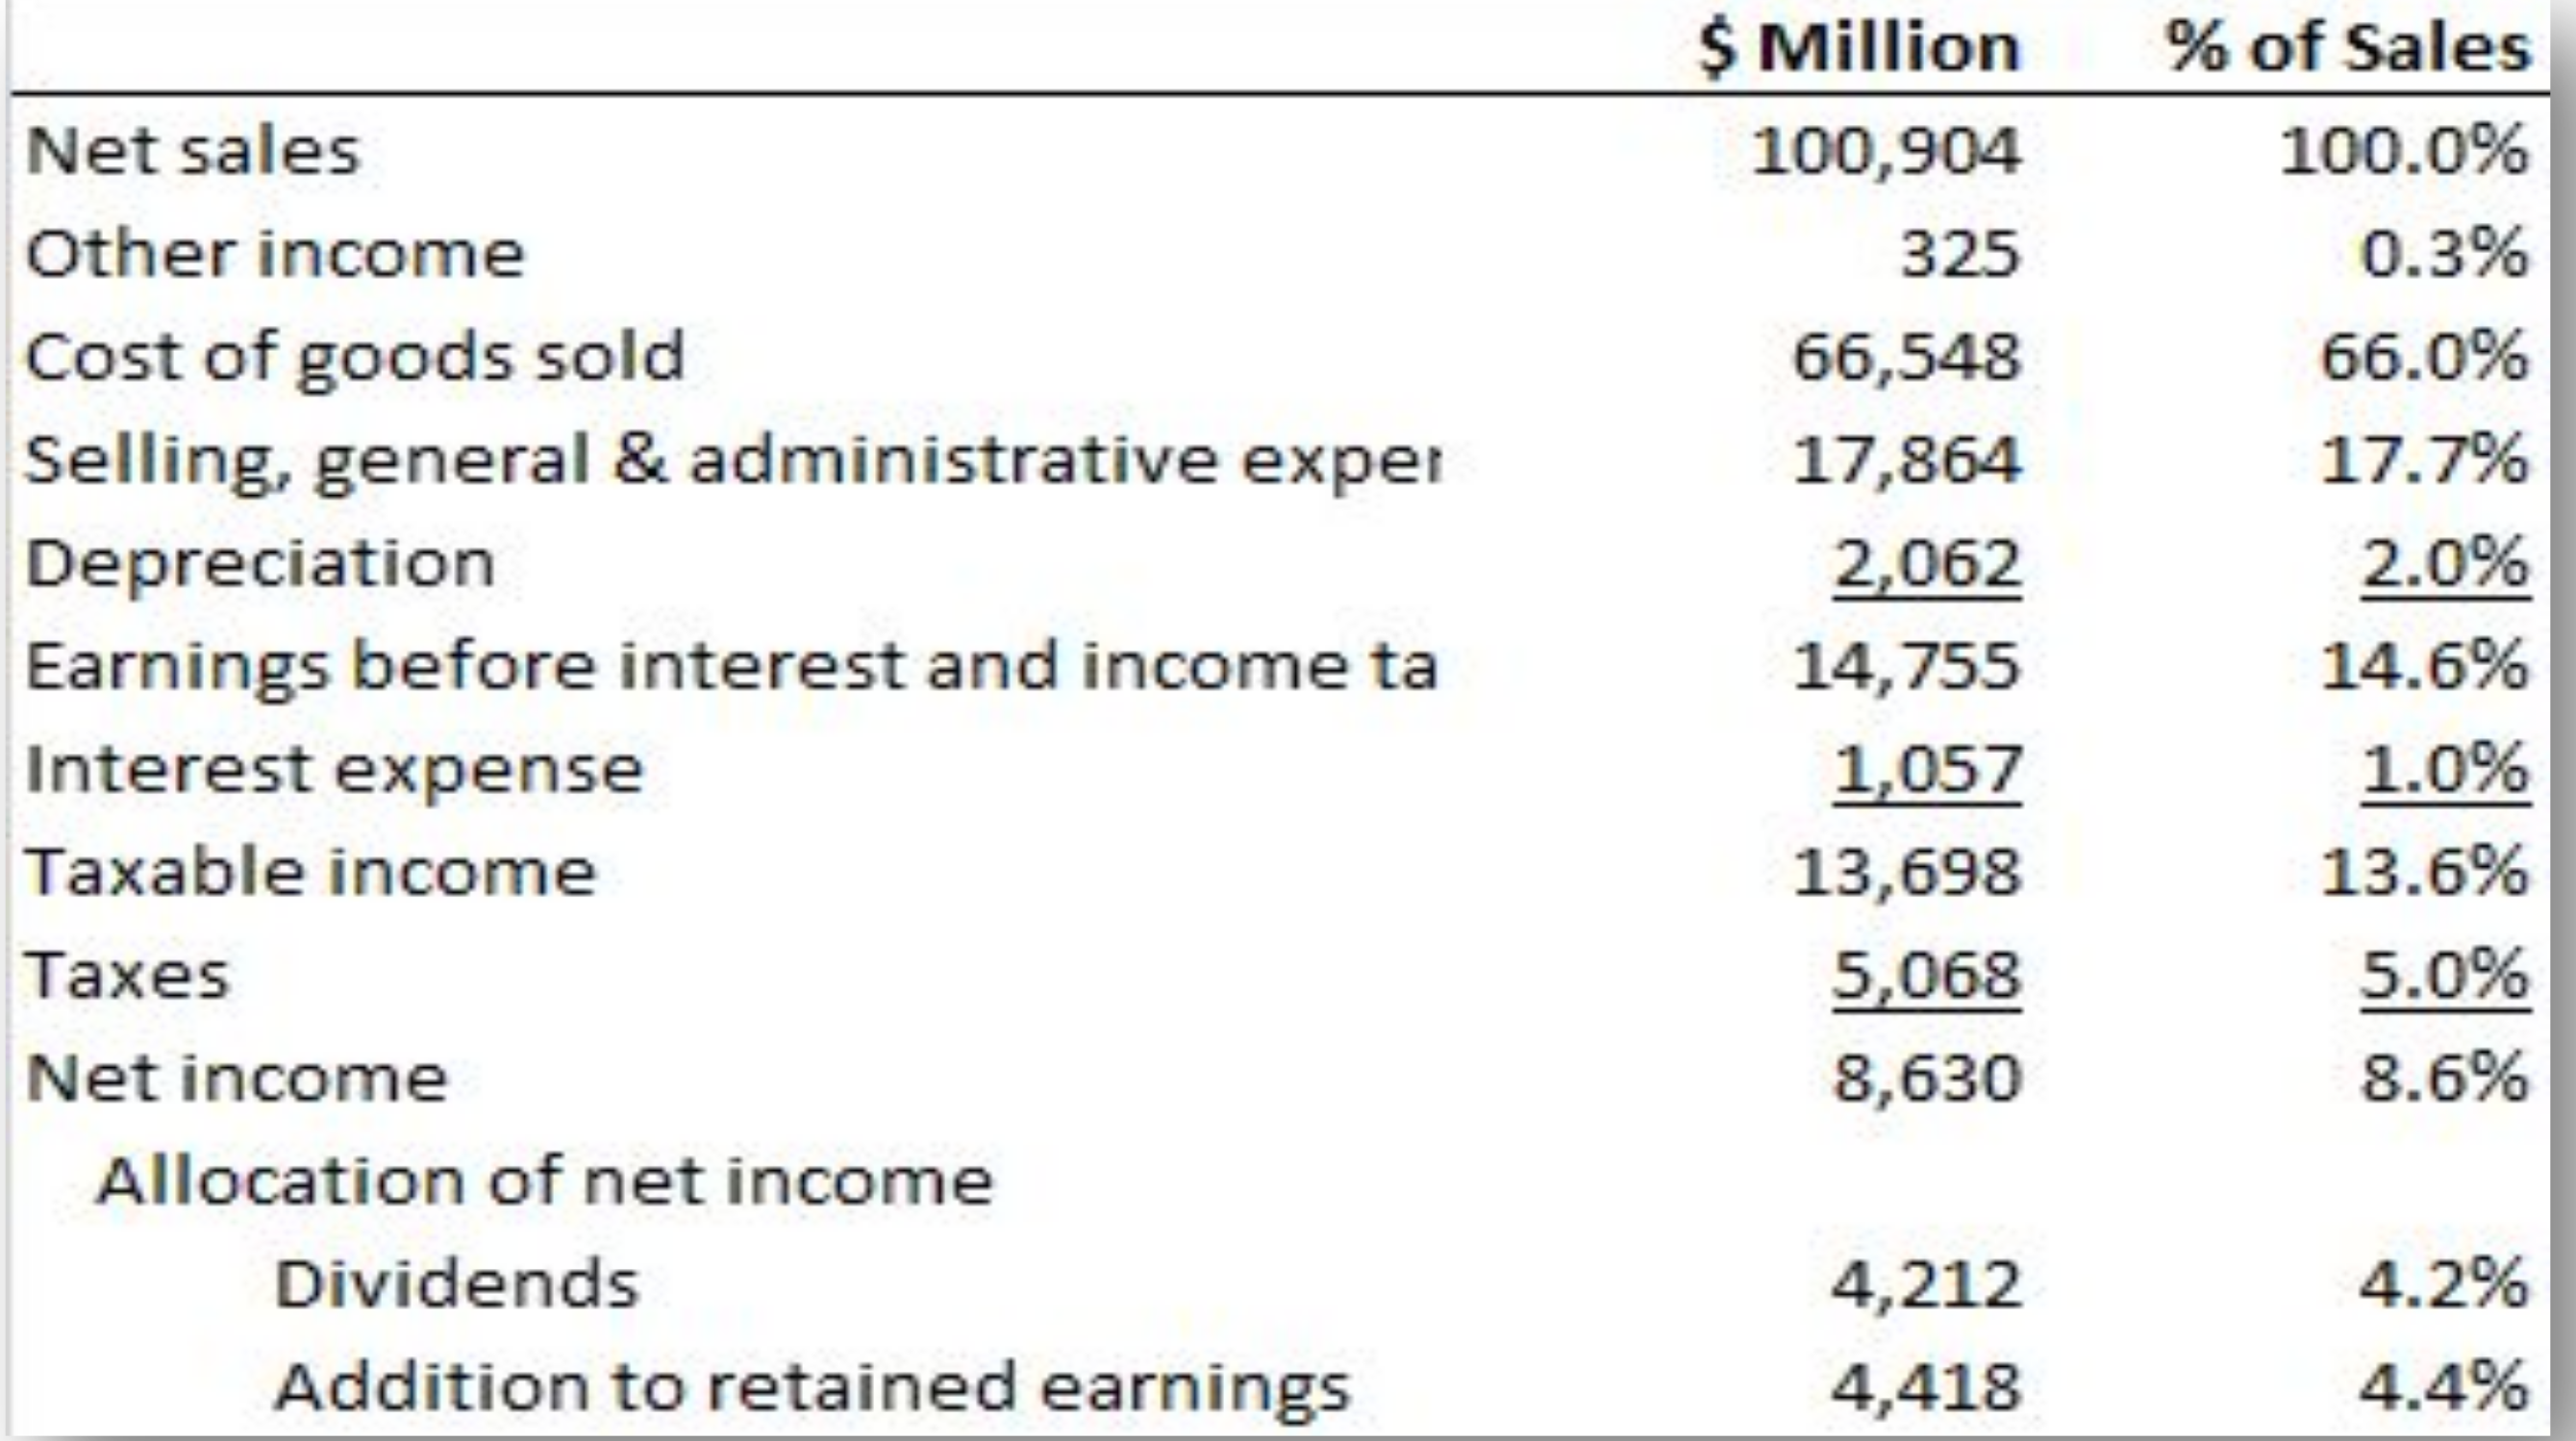 $ Million % of Sales
Net sales 100,904 100.0%
Other income 325 0.3%
Cost of goods sold 66,548 66.0%
Selling, general & administrative exper 17,864 17.7%
Depreciation 2,062 2.0%
Earnings before interest and income ta 14,755 14.6%
Interest expense 1,057 1.0%
Taxable income 13,698 13.6%
Taxes 5,068 5.0%
Net income 8,630 8.6%
Allocation of net income
Dividends 4,212 4.2%
Addition to retained earnings 4,418 4.4%